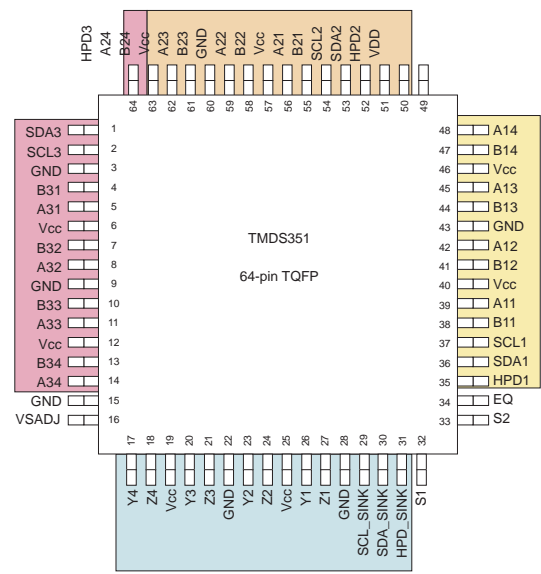 HPD3
A24
B24
Vcc
A23
B23
GND
A22
B22
Vcc
A21
B21
SCL2
SDA2
HPD2
VDD
64 63 62 61 60 59 58 57 56 55 54 53 52 51 50 49
SDA3 1
SCL3 2
GND 3
B31 4
A31 5
Vcc 6
B32 7
A32 8
GND 9
B33 10
A33 11
Vcc 12
B34 13
A34 14
GND 15
VSADJ 16
TMDS351
64-pin TQFP
48 A14
47 B14
46 Vcc
45 A13
44 B13
43 GND
42 A12
41 B12
40 Vcc
39 A11
38 B11
37 SCL1
36 SDA1
35 HPD1
34 EQ
33 S2
17 18 19 20 21 22 23 24 25 26 27 28 29 30 31 32
Y4
Z4
Vcc
Y3
Z3
GND
Y2
Z2
Vcc
Y1
Z1
GND
SCL_SINK
SDA_SINK
HPD_SINK
S1